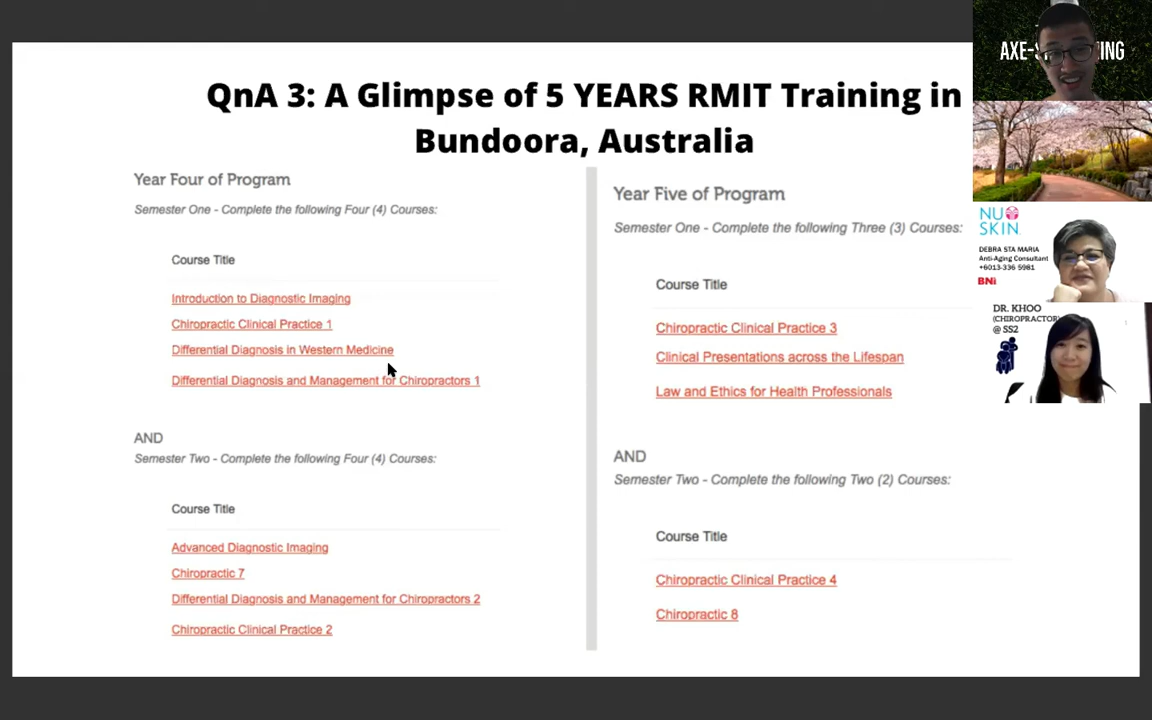 QnA 3: A Glimpse of 5 YEARS RMIT Training in
Bundoora, Australia
Year Four of Program
Semester One - Complete the following Four (4) Courses:
Course Title
Introduction to Diagnostic Imaging
Chiropractic Clinical Practice 1
Differential Diagnosis in Western Medicine
Differential Diagnosis and Management for Chiropractors 1
AND
Semester Two - Complete the following Four (4) Courses:
Course Title
Advanced Diagnostic Imaging
Chiropractic 7
Differential Diagnosis and Management for Chiropractors 2
Chiropractic Clinical Practice 2
Year Five of Program
Semester One - Complete the following Three (3) Courses:
Course Title
Chiropractic Clinical Practice 3
Clinical Presentations across the Lifespan
Law and Ethics for Health Professionals
AND
Semester Two - Complete the following Two (2) Courses:
Course Title
Chiropractic Clinical Practice 4
Chiropractic 8
NU
SKIN
DEBRA STA MARIA
Anti-Aging Consultant
+6013-336 5981
BNI
DR. KHOO
(CHIROPRACTOR)
@ SS2